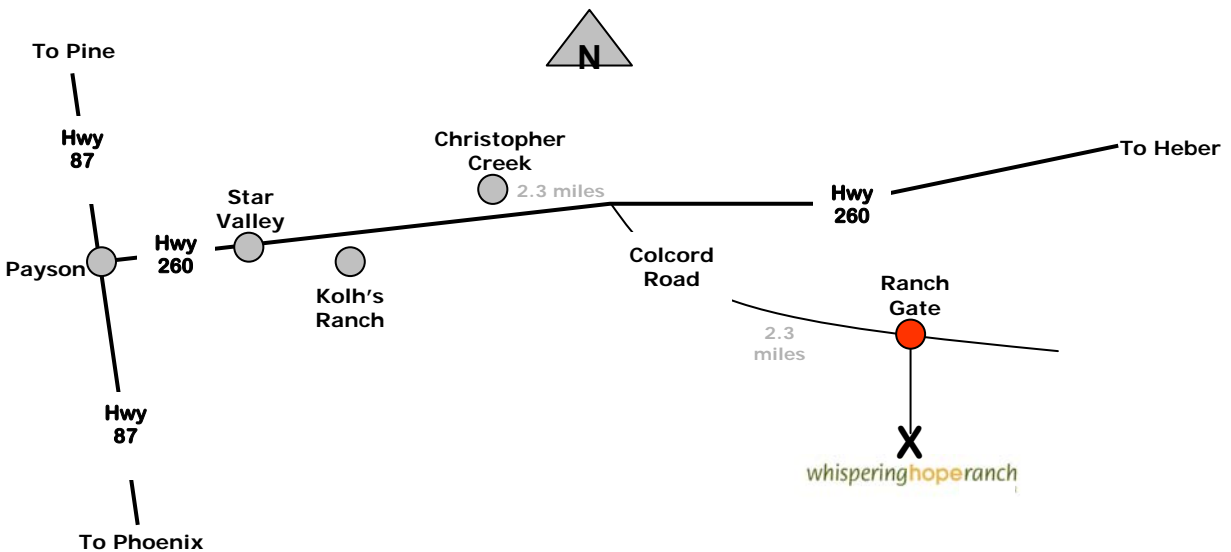 N
To Pine
Hwy
87
Christopher
Creek
2.3 miles
To Heber
Star
Valley
Hwy
260
Payson
Hwy
260
Colcord
Road
Kolh's
Ranch
Ranch
Gate
2.3
miles
Hwy
87
whisperinghoperanch
To Phoenix